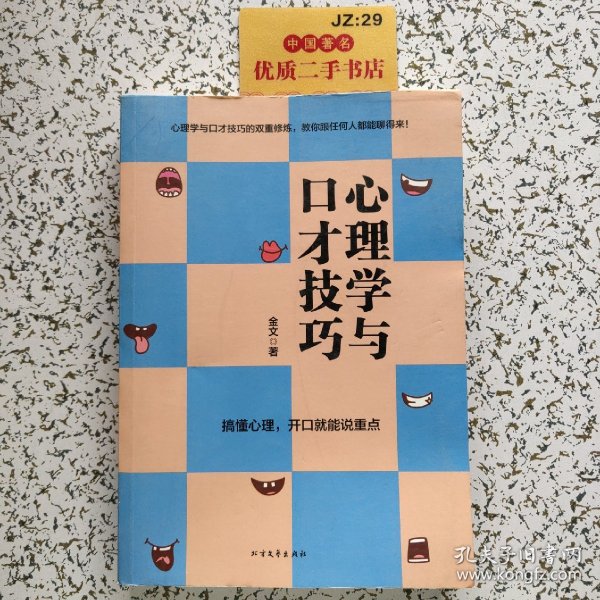 JZ:29
中国著名
优质二手书店
心理学与口才技巧的双重修炼，教你跟任何人都能聊得来！
心理学与
口才技巧
金文 著
搞懂心理，开口就能说重点
北方文艺出版社
孔夫子旧书网
www.kongfz.com